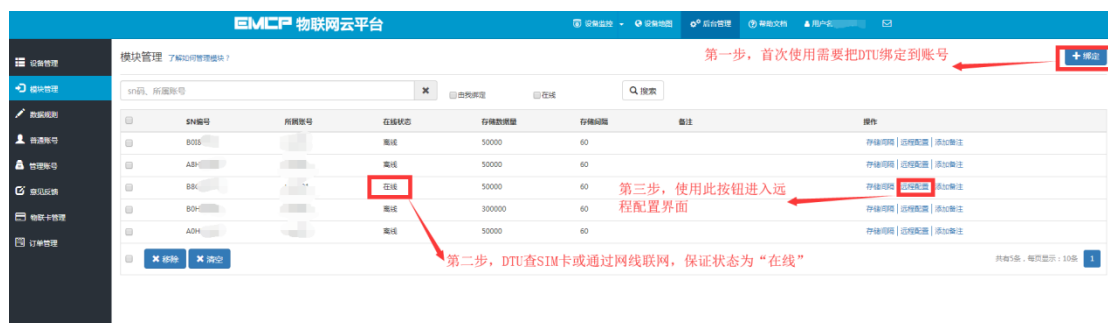 EMCP 物联网云平台
设备监控 设备地图 后台管理 帮助文档 用户名
设备管理
模块管理
数据规则
普通账号
管理账号
意见反馈
物联卡管理
订单管理
模块管理 了解如何管理模块？
第一步，首次使用需要把DTU绑定到账号
+ 绑定
sn码、所属账号 由我绑定 在线 搜索
SN编号 所属账号 在线状态 存储数据量 存储间隔 备注 操作
离线 50000 60 存储间隔 | 远程配置 | 添加备注
A8H 离线 50000 60 存储间隔 | 远程配置 | 添加备注
在线 50000 60 存储间隔 | 远程配置 | 添加备注
B0H 离线 300000 60 存储间隔 | 远程配置 | 添加备注
A0H 离线 50000 60 存储间隔 | 远程配置 | 添加备注
第三步，使用此按钮进入远
程配置界面
移除 清空
第二步，DTU查SIM卡或通过网线联网，保证状态为“在线”
共有5条，每页显示：10条 1